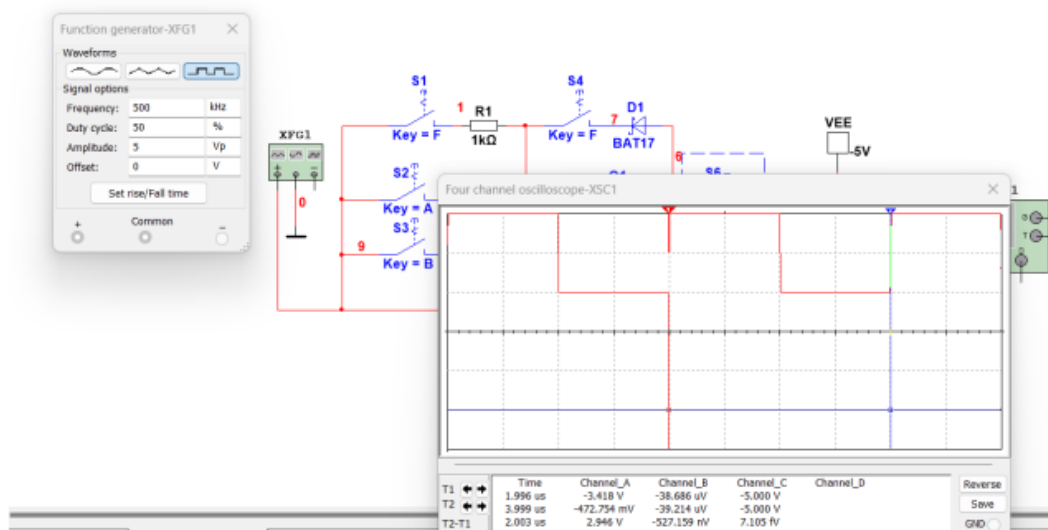 Function generator-XFG1
Waveforms
Signal options
Frequency: 500 kHz
Duty cycle: 50 %
Amplitude: 5 Vp
Offset: 0 V
Set rise/Fall time
+ Common -
XFG1
0
9
S1
Key = F
1
R1
1kΩ
S4
Key = F
7
D1
BAT17
6
VEE
-5V
S2
Key = A
S3
Key = B
Four channel oscilloscope-XSC1
Time Channel_A Channel_B Channel_C Channel_D
T1 1.996 us -3.418 V -38.686 uV -5.000 V
T2 3.999 us -472.754 mV -39.214 uV -5.000 V
T2-T1 2.003 us 2.946 V -527.159 nV 7.105 fV
Reverse
Save
GND